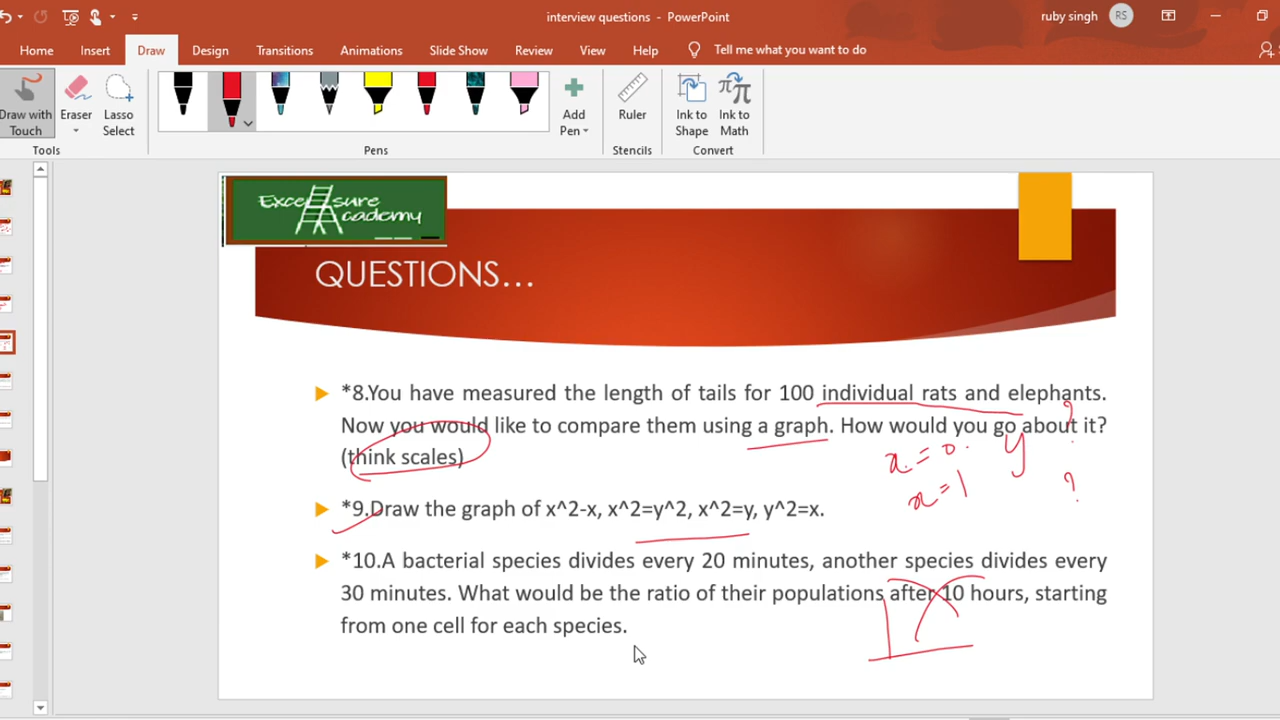 interview questions - PowerPoint
ruby singh RS
Home Insert Draw Design Transitions Animations Slide Show Review View Help Tell me what you want to do
Draw with Touch
Eraser
Lasso Select
Add Pen
Ruler
Ink to Shape
Ink to Math
Tools Pens Stencils Convert
QUESTIONS...
*8.You have measured the length of tails for 100 individual rats and elephants.
Now you would like to compare them using a graph. How would you go about it?
(think scales)
x=0. y ?
x=1 ?
*9.Draw the graph of x^2-x, x^2=y^2, x^2=y, y^2=x.
*10.A bacterial species divides every 20 minutes, another species divides every
30 minutes. What would be the ratio of their populations after 10 hours, starting
from one cell for each species.